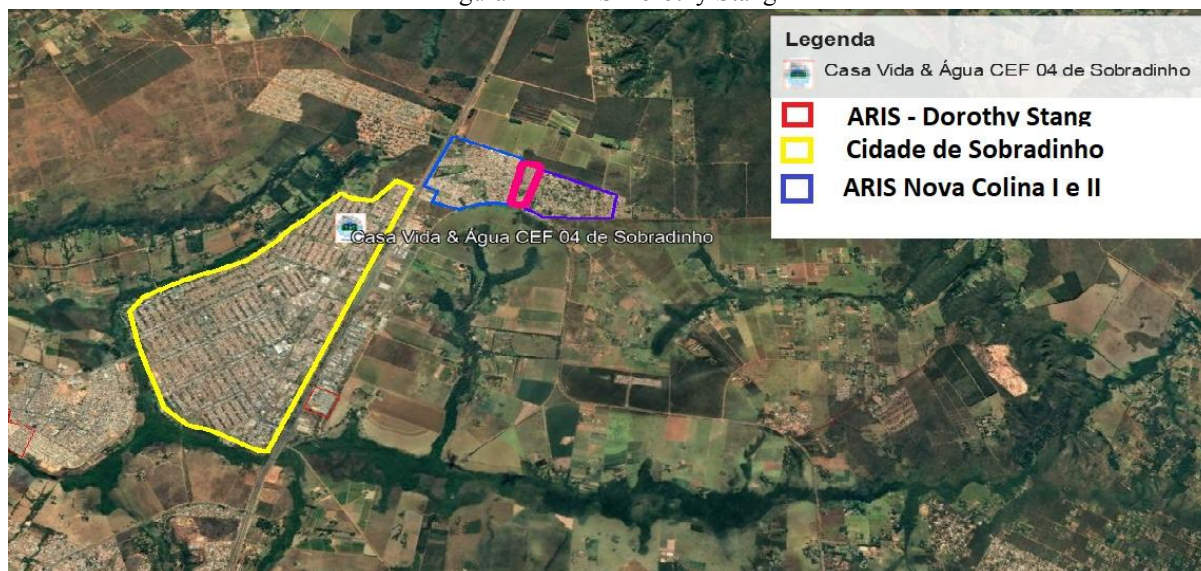 Legenda
Casa Vida & Água CEF 04 de Sobradinho
ARIS - Dorothy Stang
Cidade de Sobradinho
ARIS Nova Colina I e II
Casa Vida & Água CEF 04 de Sobradinho